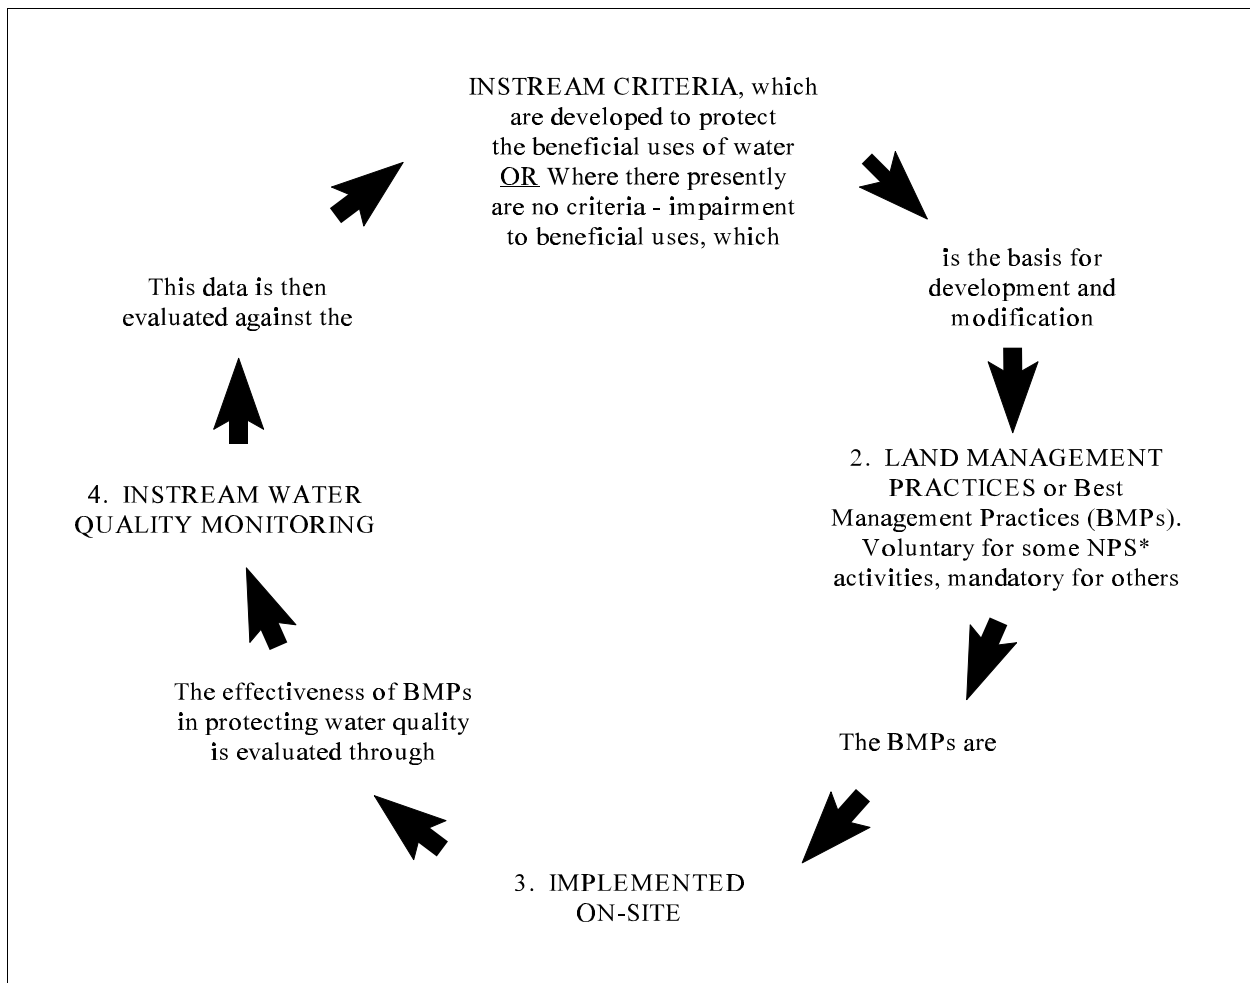 INSTREAM CRITERIA, which
are developed to protect
the beneficial uses of water
OR Where there presently
are no criteria - impairment
to beneficial uses, which
is the basis for
development and
modification
2. LAND MANAGEMENT
PRACTICES or Best
Management Practices (BMPs).
Voluntary for some NPS*
activities, mandatory for others
The BMPs are
3. IMPLEMENTED
ON-SITE
The effectiveness of BMPs
in protecting water quality
is evaluated through
4. INSTREAM WATER
QUALITY MONITORING
This data is then
evaluated against the